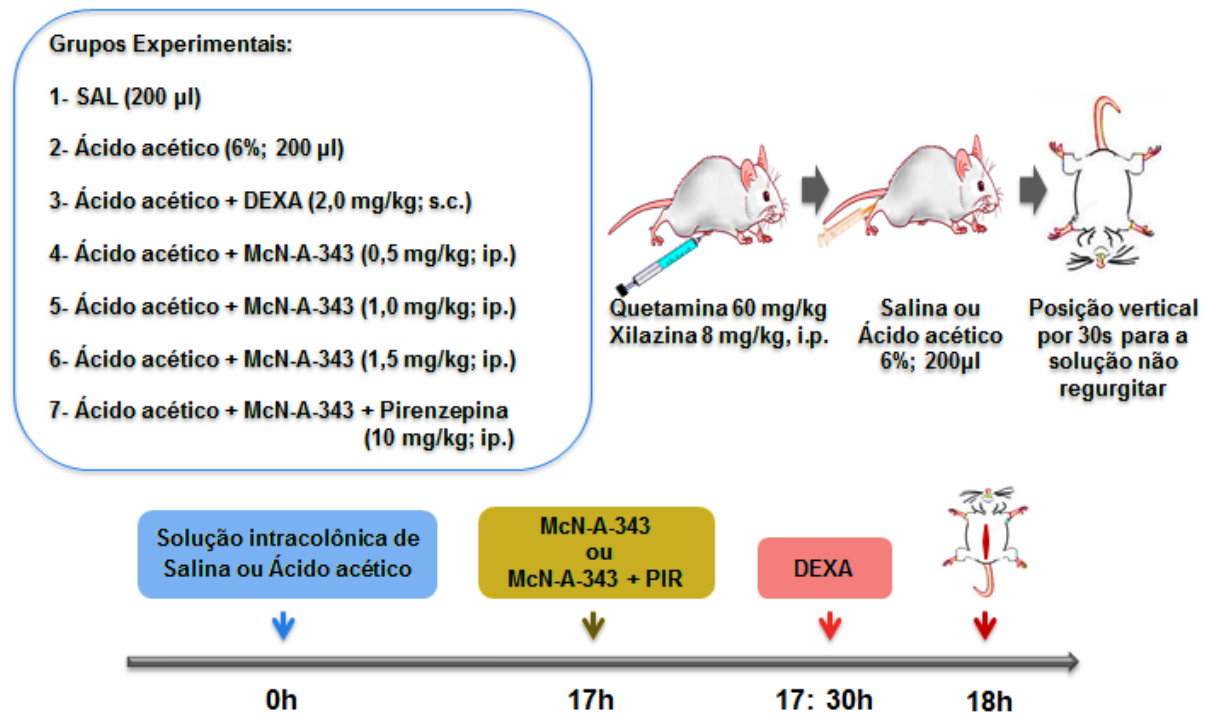 Grupos Experimentais:
1- SAL (200 µl)
2- Ácido acético (6%; 200 µl)
3- Ácido acético + DEXA (2,0 mg/kg; s.c.)
4- Ácido acético + McN-A-343 (0,5 mg/kg; ip.)
5- Ácido acético + McN-A-343 (1,0 mg/kg; ip.)
6- Ácido acético + McN-A-343 (1,5 mg/kg; ip.)
7- Ácido acético + McN-A-343 + Pirenzepina
(10 mg/kg; ip.)
Quetamina 60 mg/kg
Xilazina 8 mg/kg, i.p.
Salina ou
Ácido acético
6%; 200µl
Posição vertical
por 30s para a
solução não
regurgitar
Solução intracolônica de
Salina ou Ácido acético
McN-A-343
ou
McN-A-343 + PIR
DEXA
0h
17h
17: 30h
18h